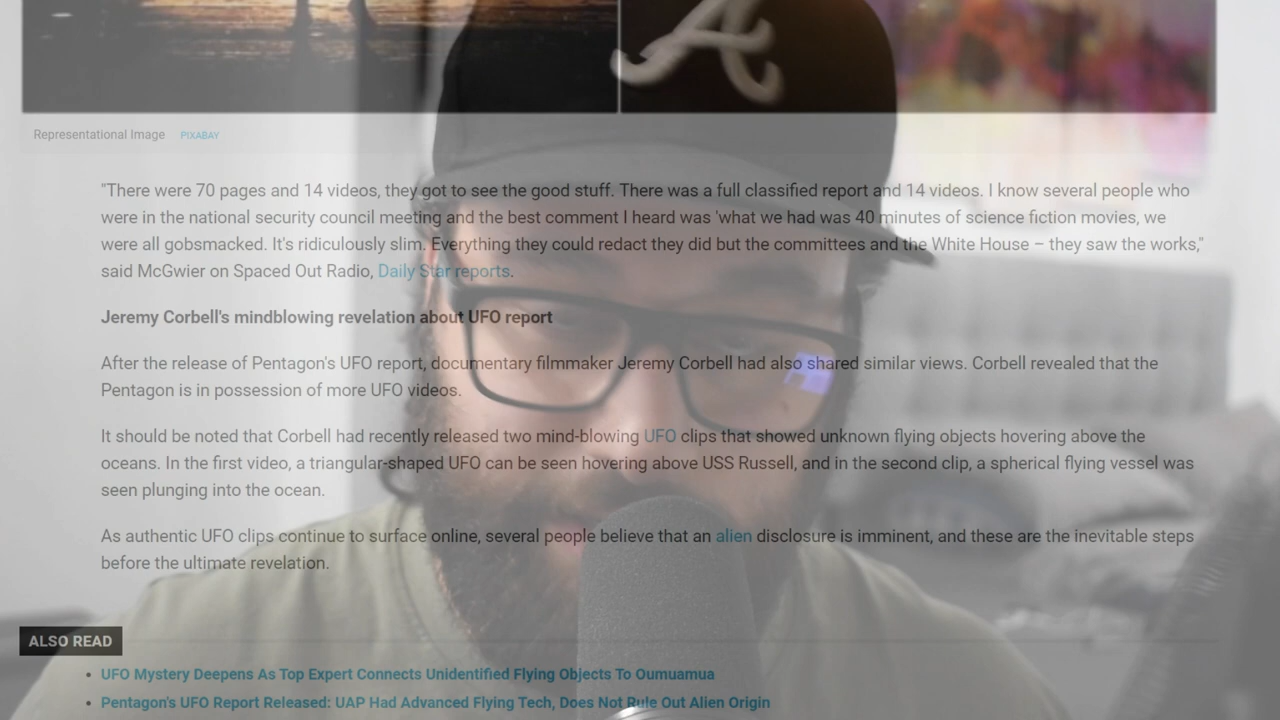 A
Representational Image PIXABAY
"There were 70 pages and 14 videos, they got to see the good stuff. There was a full classified report and 14 videos. I know several people who
were in the national security council meeting and the best comment I heard was 'what we had was 40 minutes of science fiction movies, we
were all gobsmacked. It's ridiculously slim. Everything they could redact they did but the committees and the White House – they saw the works,"
said McGwier on Spaced Out Radio, Daily Star reports.
Jeremy Corbell's mindblowing revelation about UFO report
After the release of Pentagon's UFO report, documentary filmmaker Jeremy Corbell had also shared similar views. Corbell revealed that the
Pentagon is in possession of more UFO videos.
It should be noted that Corbell had recently released two mind-blowing UFO clips that showed unknown flying objects hovering above the
oceans. In the first video, a triangular-shaped UFO can be seen hovering above USS Russell, and in the second clip, a spherical flying vessel was
seen plunging into the ocean.
As authentic UFO clips continue to surface online, several people believe that an alien disclosure is imminent, and these are the inevitable steps
before the ultimate revelation.
ALSO READ
• UFO Mystery Deepens As Top Expert Connects Unidentified Flying Objects To Oumuamua
• Pentagon's UFO Report Released: UAP Had Advanced Flying Tech, Does Not Rule Out Alien Origin